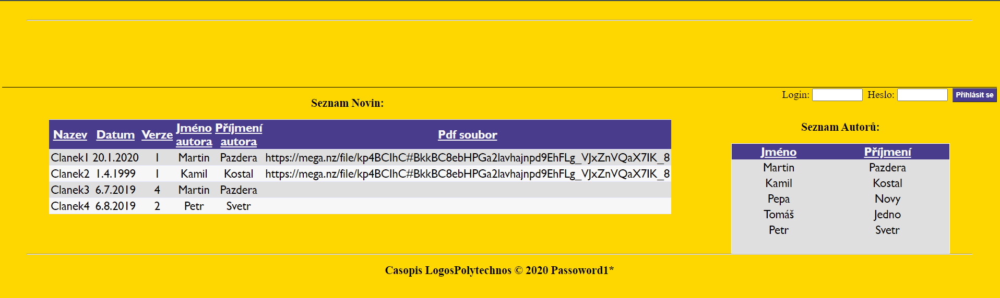 Login: Heslo: Přihlásit se
Seznam Novin:
Nazev Datum Verze Jméno autora Příjmení autora Pdf soubor
Clanek1 20.1.2020 1 Martin Pazdera https://mega.nz/file/kp4BCIhC#BkkBC8ebHPGa2lavhajnpd9EhFLg_VJxZnVQaX7IK_8
Clanek2 1.4.1999 1 Kamil Kostal https://mega.nz/file/kp4BCIhC#BkkBC8ebHPGa2lavhajnpd9EhFLg_VJxZnVQaX7IK_8
Clanek3 6.7.2019 4 Martin Pazdera
Clanek4 6.8.2019 2 Petr Svetr
Seznam Autorů:
Jméno Příjmení
Martin Pazdera
Kamil Kostal
Pepa Novy
Tomáš Jedno
Petr Svetr
Casopis LogosPolytechnos © 2020 Passoword1*